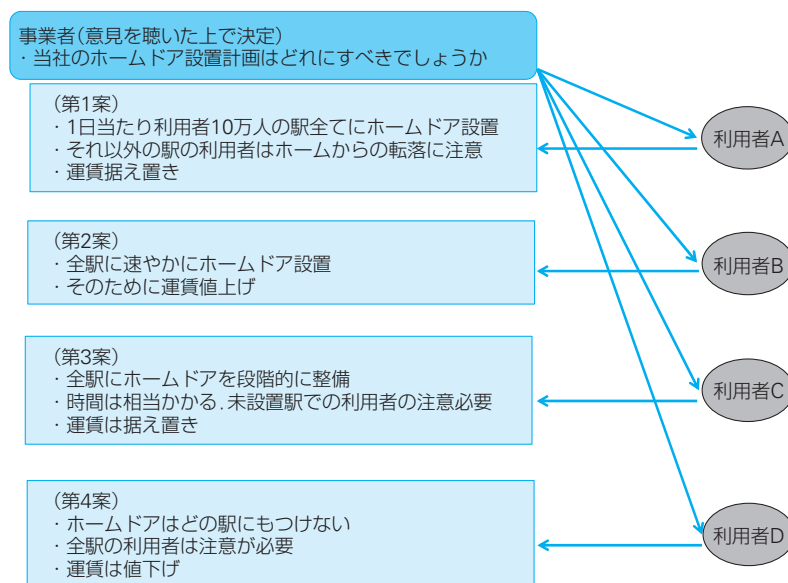 事業者(意見を聴いた上で決定)
・当社のホームドア設置計画はどれにすべきでしょうか
(第1案)
・1日当たり利用者10万人の駅全てにホームドア設置
・それ以外の駅の利用者はホームからの転落に注意
・運賃据え置き
利用者A
(第2案)
・全駅に速やかにホームドア設置
・そのために運賃値上げ
利用者B
(第3案)
・全駅にホームドアを段階的に整備
・時間は相当かかる.未設置駅での利用者の注意必要
・運賃は据え置き
利用者C
(第4案)
・ホームドアはどの駅にもつけない
・全駅の利用者は注意が必要
・運賃は値下げ
利用者D